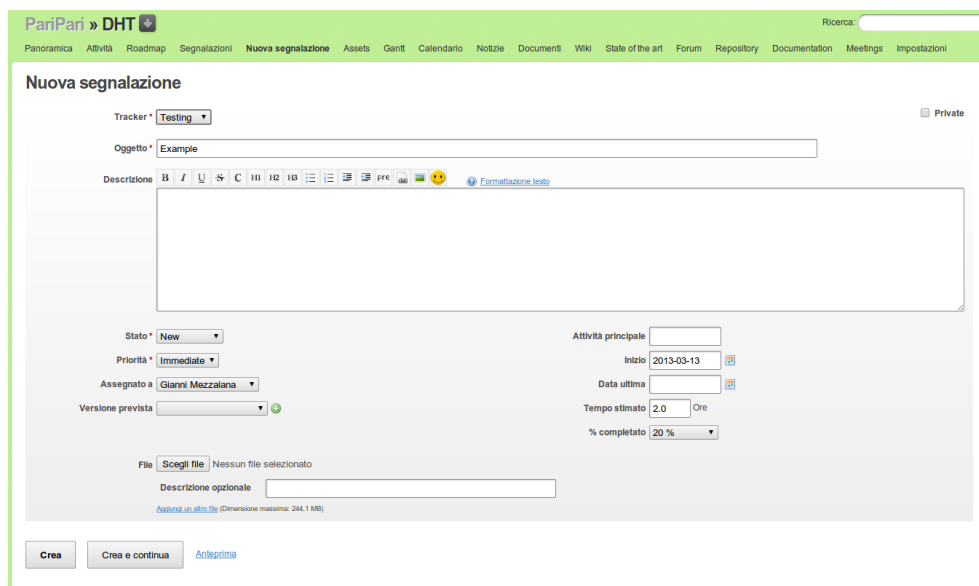 PariPari » DHT
Ricerca:
Panoramica Attività Roadmap Segnalazioni Nuova segnalazione Assets Gantt Calendario Notizie Documenti Wiki State of the art Forum Repository Documentation Meetings Impostazioni
Nuova segnalazione
Tracker * Testing
Private
Oggetto * Example
Descrizione B I U S C H1 H2 H3 pre Formattazione testo
Stato * New
Attività principale
Priorità * Immediate
Inizio 2013-03-13
Assegnato a Gianni Mezzalana
Data ultima
Versione prevista
Tempo stimato 2.0 Ore
% completato 20 %
File Scegli file Nessun file selezionato
Descrizione opzionale
Aggiungi un altro file (Dimensione massima: 244,1 MB)
Crea Crea e continua Anteprima